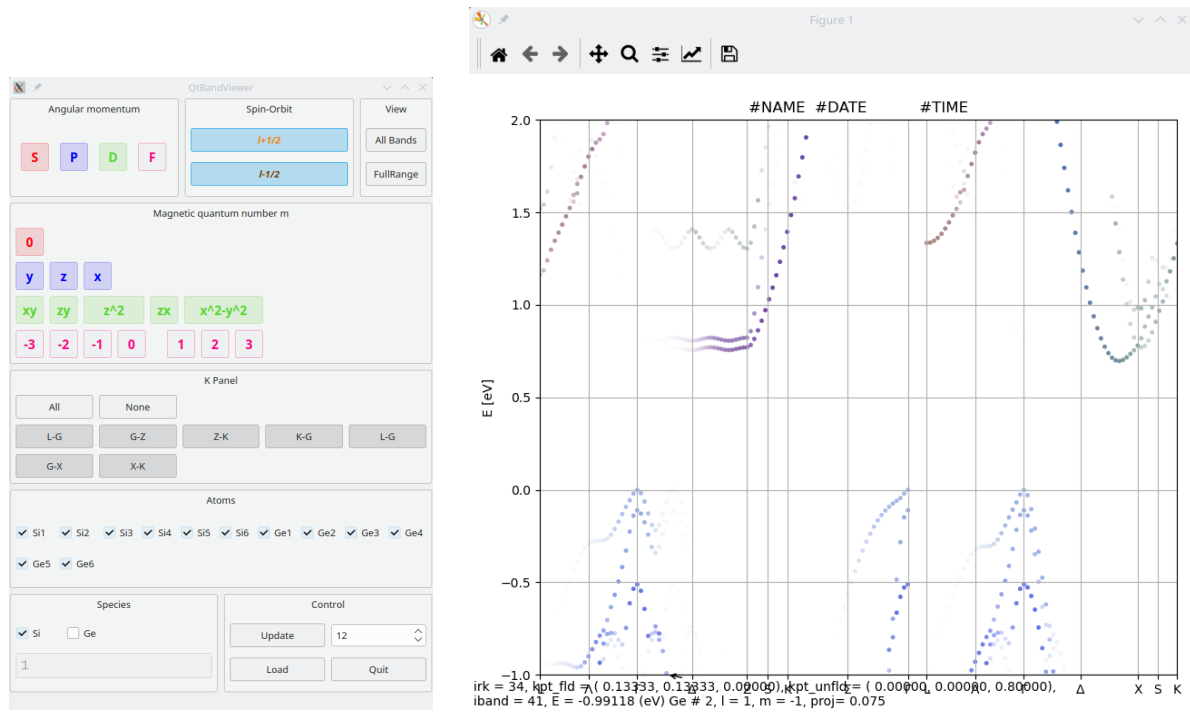 QtBandViewer
Angular momentum
Spin-Orbit
View
S P D F
l+1/2
l-1/2
All Bands
FullRange
Magnetic quantum number m
0
y z x
xy zy z^2 zx x^2-y^2
-3 -2 -1 0 1 2 3
K Panel
All None
L-G G-Z Z-K K-G L-G
G-X X-K
Atoms
Si1 Si2 Si3 Si4 Si5 Si6 Ge1 Ge2 Ge3 Ge4
Ge5 Ge6
Species
Control
Si Ge
1
Update 12
Load Quit
Figure 1
#NAME #DATE #TIME
2.0
1.5
1.0
0.5
0.0
−0.5
−1.0
E [eV]
Δ X S K
irk = 34, kpt_fld = ( 0.13333, 0.13333, 0.00000), kpt_unfld= ( 0.00000, 0.00000, 0.80000),
iband = 41, E = -0.99118 (eV) Ge # 2, l = 1, m = -1, proj= 0.075